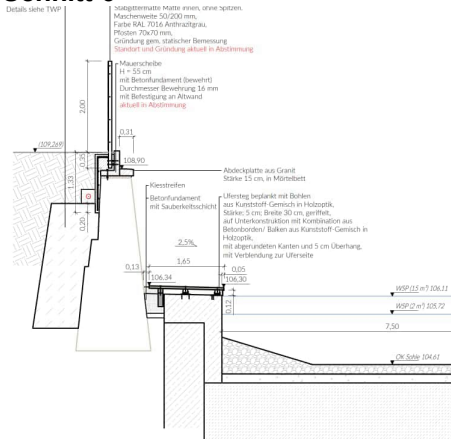 Details siehe TWP
Stabgittermatte Matte innen, ohne Spitzen.
Maschenweite 50/200 mm,
Farbe RAL 7016 Anthrazitgrau,
Pfosten 70x70 mm,
Gründung gem. statischer Bemessung
Standort und Gründung aktuell in Abstimmung
Mauerscheibe
H = 55 cm
mit Betonfundament (bewehrt)
Durchmesser Bewehrung 16 mm
mit Befestigung an Altwand
aktuell in Abstimmung
2,00
0,31
(109,269)
0,35
108,90
1,33
0,20
Abdeckplatte aus Granit
Stärke 15 cm, in Mörtelbett
Kiesstreifen
Betonfundament
mit Sauberkeitsschicht
Ufersteg beplankt mit Bohlen
aus Kunststoff-Gemisch in Holzoptik,
Stärke: 5 cm; Breite 30 cm, geriffelt,
auf Unterkonstruktion mit Kombination aus
Betonborden/ Balken aus Kunststoff-Gemisch in
Holzoptik,
mit abgerundeten Kanten und 5 cm Überhang,
mit Verblendung zur Uferseite
2,5%
1,65
0,13
0,05
106,34
106,30
0,12
WSP (15 m³) 106,11
WSP (2 m³) 105,72
7,50
OK Sohle 104,61